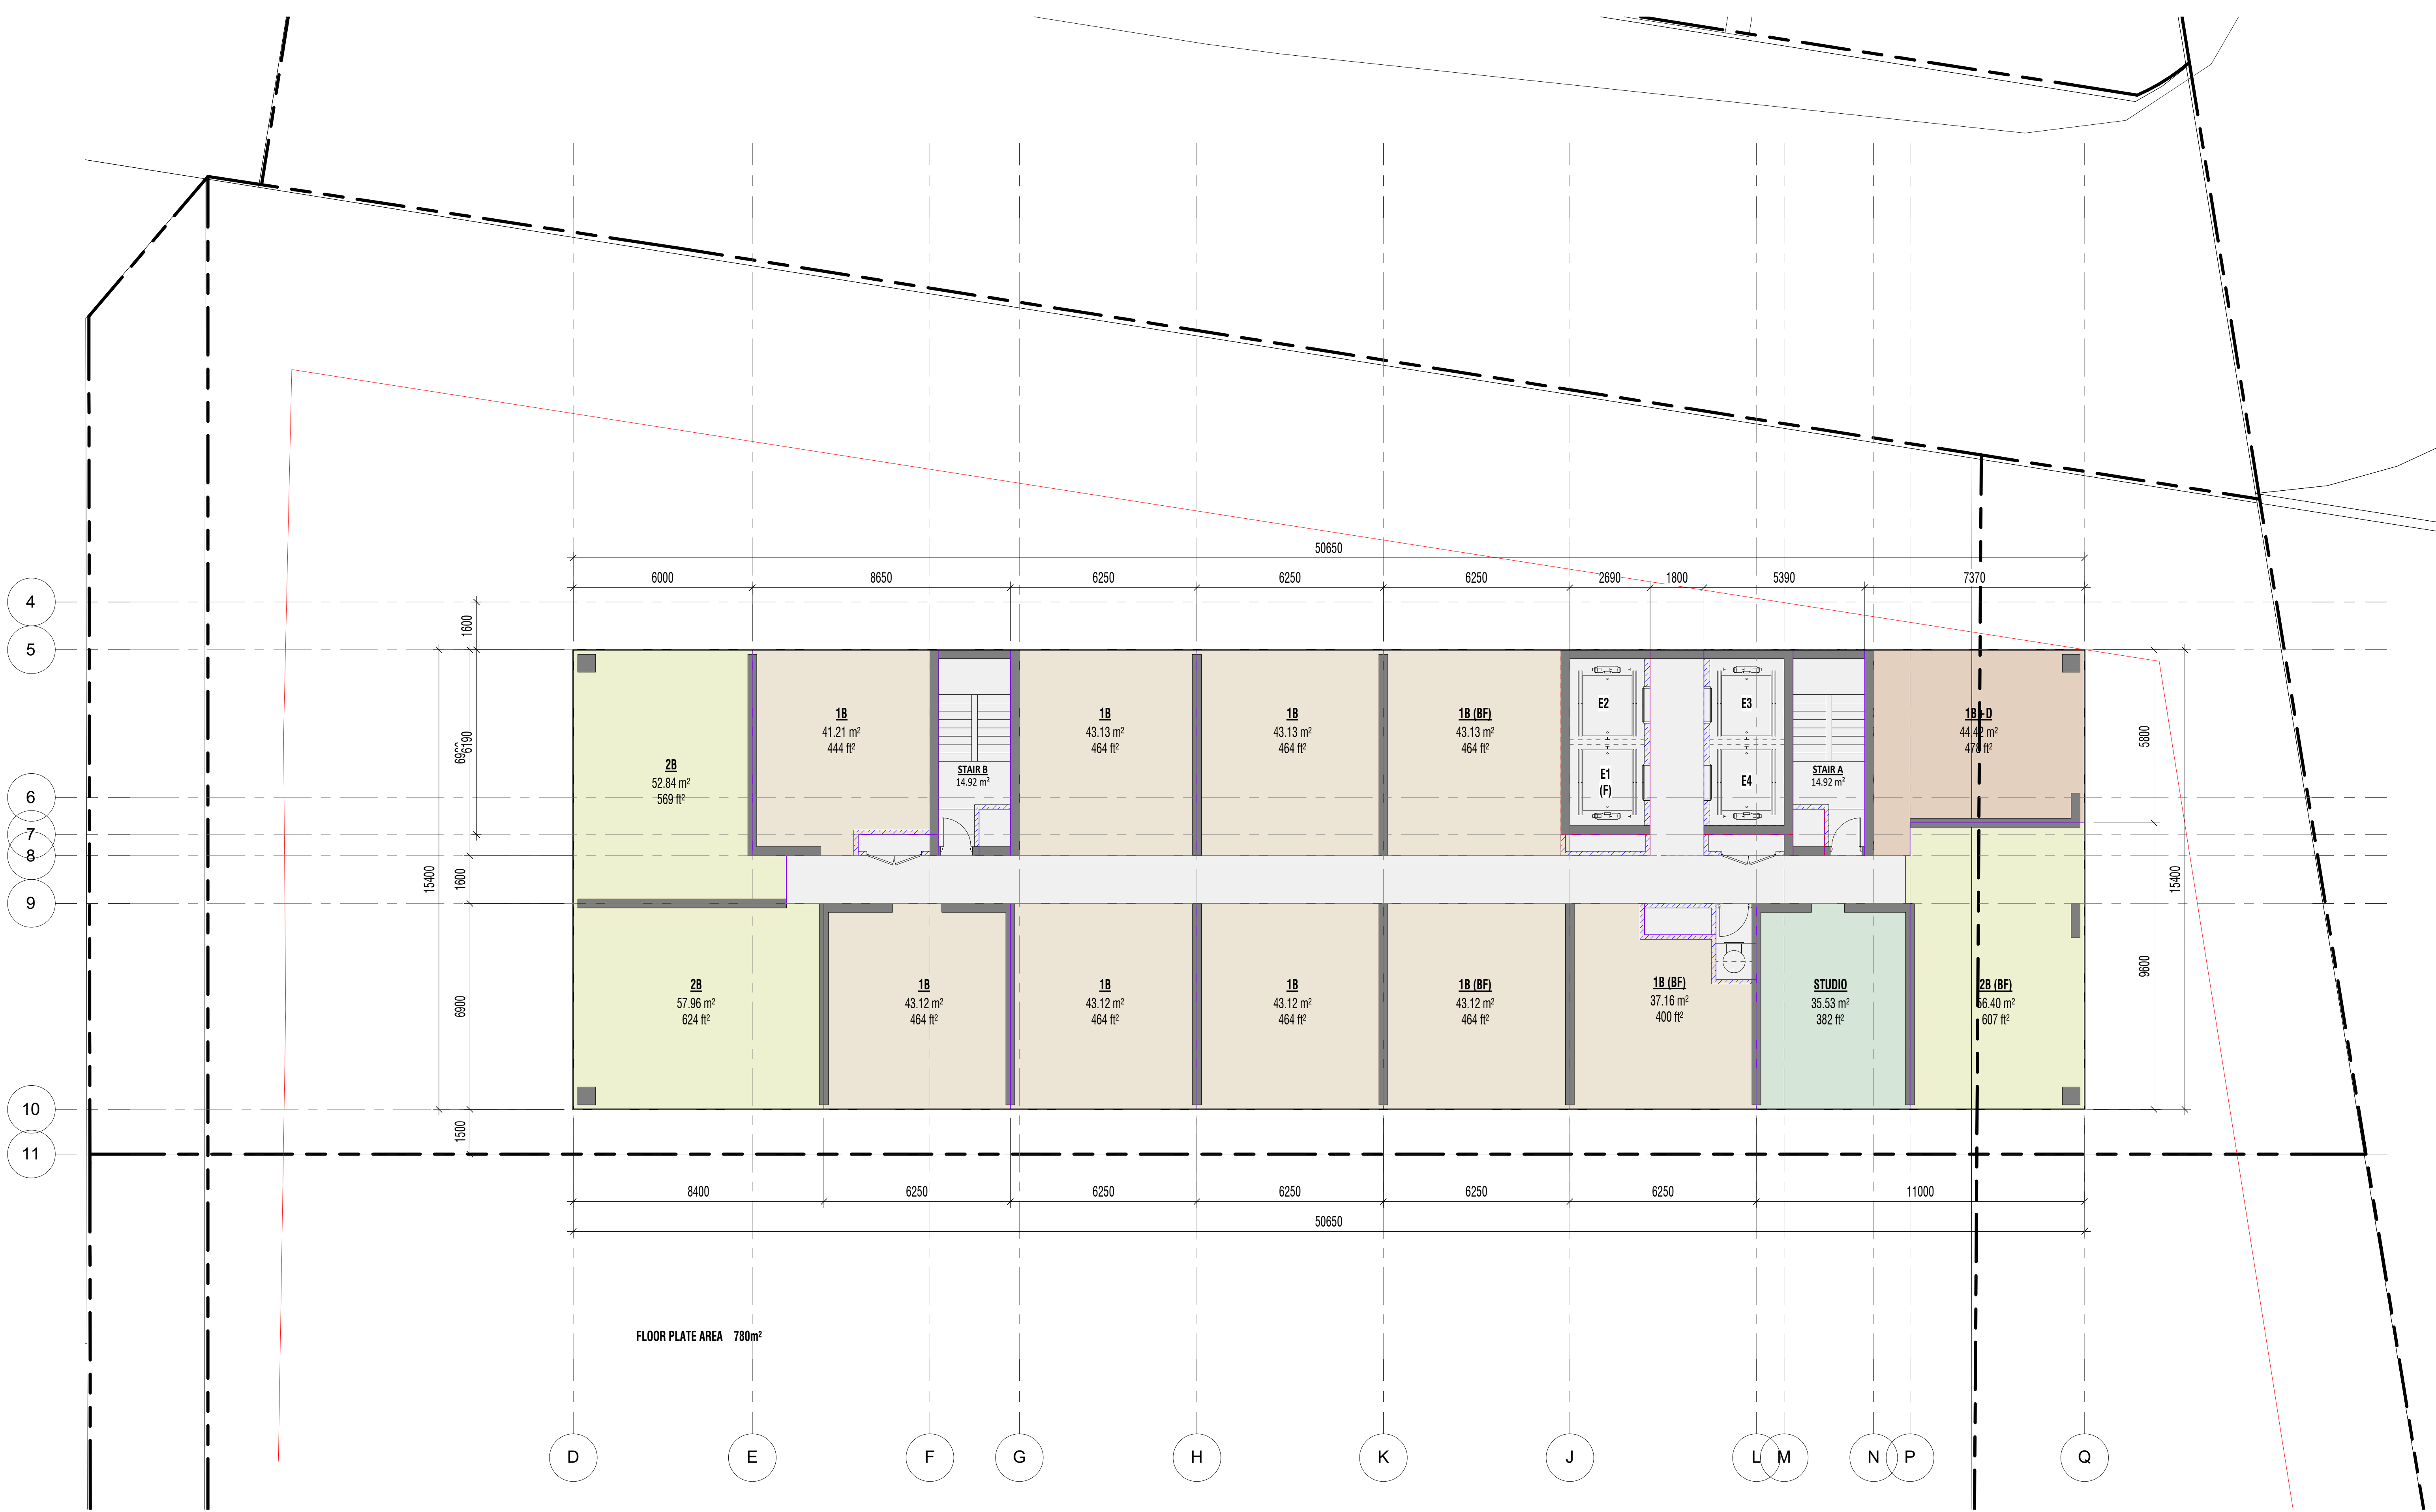 50650
6000
8650
6250
6250
6250
2690
1800
5390
7370
4
1600
5
6190
5800
15400
15400
6
7
8
1600
9
6900
9600
10
1500
11
2B
52.84 m²
569 ft²
1B
41.21 m²
444 ft²
STAIR B
14.92 m²
1B
43.13 m²
464 ft²
1B
43.13 m²
464 ft²
1B (BF)
43.13 m²
464 ft²
E2
E1
(F)
E3
E4
STAIR A
14.92 m²
1B+D
44.42 m²
478 ft²
2B
57.96 m²
624 ft²
1B
43.12 m²
464 ft²
1B
43.12 m²
464 ft²
1B
43.12 m²
464 ft²
1B (BF)
43.12 m²
464 ft²
1B (BF)
37.16 m²
400 ft²
STUDIO
35.53 m²
382 ft²
2B (BF)
56.40 m²
607 ft²
8400
6250
6250
6250
6250
6250
11000
50650
FLOOR PLATE AREA 780m²
D
E
F
G
H
K
J
L
M
N
P
Q